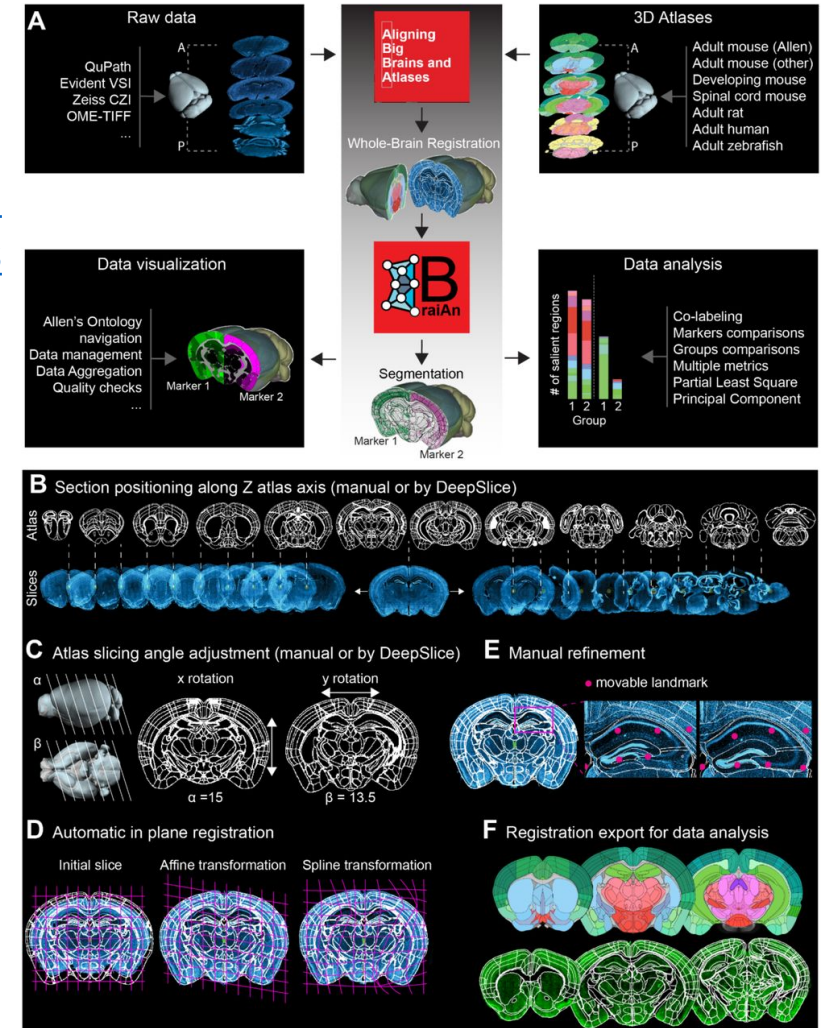 A
Raw data
QuPath
Evident VSI
Zeiss CZI
OME-TIFF
...
A
P
Aligning
Big
Brains and
Atlases
Whole-Brain Registration
3D Atlases
A
P
Adult mouse (Allen)
Adult mouse (other)
Developing mouse
Spinal cord mouse
Adult rat
Adult human
Adult zebrafish
Data visualization
Allen's Ontology
navigation
Data management
Data Aggregation
Quality checks
...
Marker 1
Marker 2
B
raiAn
Segmentation
Marker 1
Marker 2
Data analysis
# of salient regions
1 2 1 2
Group
Co-labeling
Markers comparisons
Groups comparisons
Multiple metrics
Partial Least Square
Principal Component
B Section positioning along Z atlas axis (manual or by DeepSlice)
Atlas
Slices
C Atlas slicing angle adjustment (manual or by DeepSlice)
α
β
x rotation
y rotation
α =15
β = 13.5
E Manual refinement
movable landmark
D Automatic in plane registration
Initial slice
Affine transformation
Spline transformation
F Registration export for data analysis